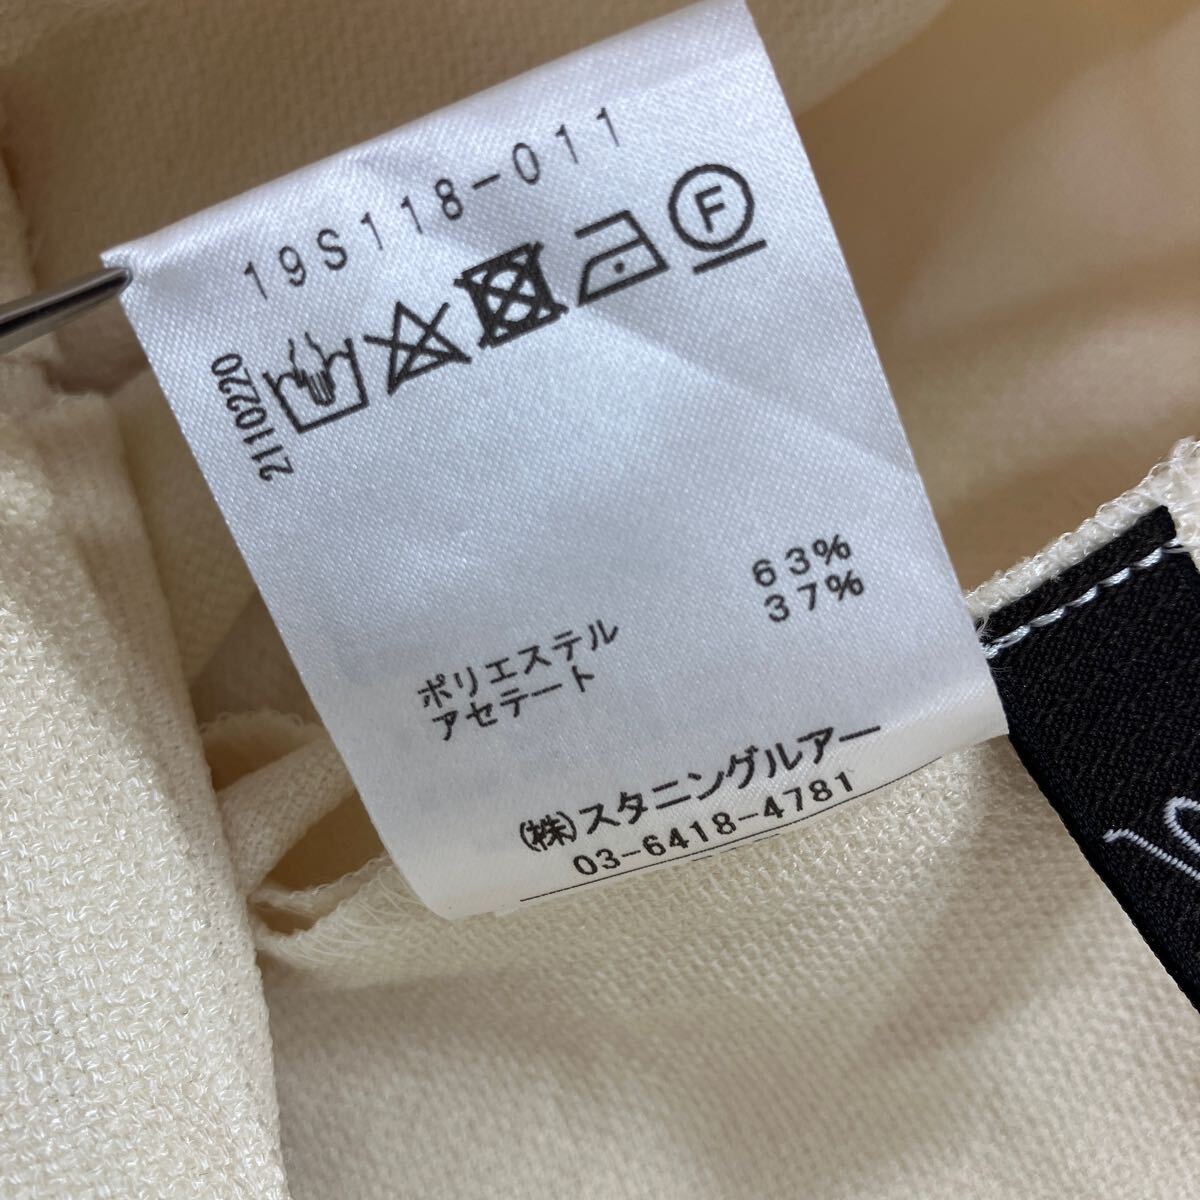 19S118-011
F
2110220
ポリエステル 63%
アセテート 37%
(株)スタニングルアー
03-6418-4781